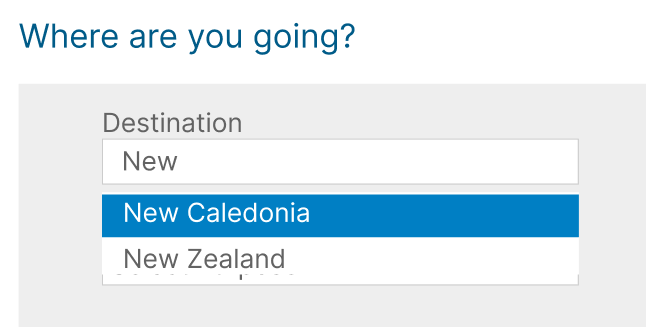 Where are you going?
Destination
New
New Caledonia
New Zealand